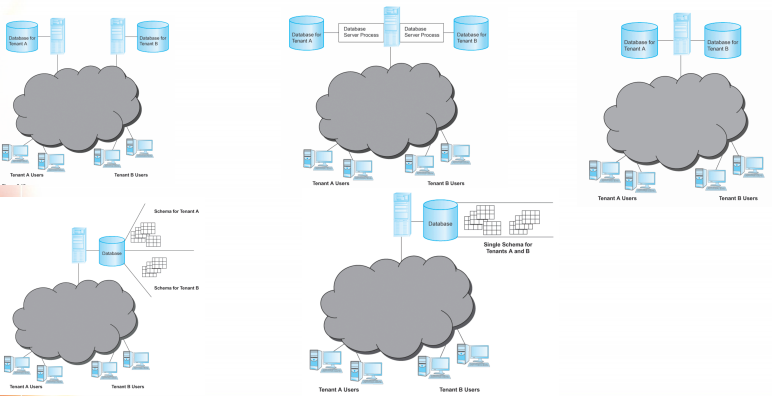 Database for
Tenant A
Database for
Tenant B
Tenant A Users
Tenant B Users
Database for
Tenant A
Database
Server Process
Database
Server Process
Database for
Tenant B
Tenant A Users
Tenant B Users
Database for
Tenant A
Database for
Tenant B
Tenant A Users
Tenant B Users
Schema for Tenant A
Database
Schema for Tenant B
Tenant A Users
Tenant B Users
Database
Single Schema for
Tenants A and B
Tenant A Users
Tenant B Users